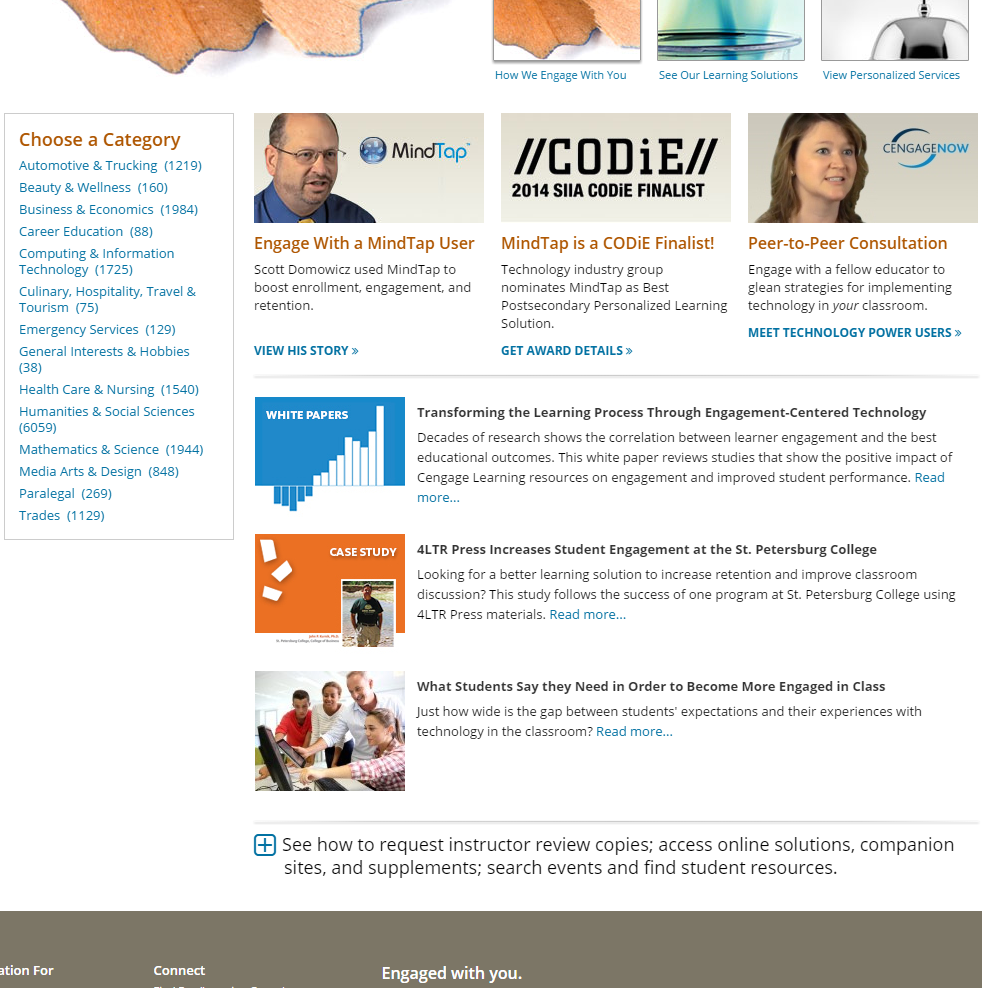 How We Engage With You
See Our Learning Solutions
View Personalized Services
Choose a Category
Automotive & Trucking (1219)
Beauty & Wellness (160)
Business & Economics (1984)
Career Education (88)
Computing & Information
Technology (1725)
Culinary, Hospitality, Travel &
Tourism (75)
Emergency Services (129)
General Interests & Hobbies
(38)
Health Care & Nursing (1540)
Humanities & Social Sciences
(6059)
Mathematics & Science (1944)
Media Arts & Design (848)
Paralegal (269)
Trades (1129)
MindTap™
Engage With a MindTap User
Scott Domowicz used MindTap to
boost enrollment, engagement, and
retention.
VIEW HIS STORY »
//CODiE//
2014 SIIA CODiE FINALIST
MindTap is a CODiE Finalist!
Technology industry group
nominates MindTap as Best
Postsecondary Personalized Learning
Solution.
GET AWARD DETAILS »
CENGAGENOW
Peer-to-Peer Consultation
Engage with a fellow educator to
glean strategies for implementing
technology in your classroom.
MEET TECHNOLOGY POWER USERS »
WHITE PAPERS
Transforming the Learning Process Through Engagement-Centered Technology
Decades of research shows the correlation between learner engagement and the best
educational outcomes. This white paper reviews studies that show the positive impact of
Cengage Learning resources on engagement and improved student performance. Read
more...
CASE STUDY
4LTR Press Increases Student Engagement at the St. Petersburg College
Looking for a better learning solution to increase retention and improve classroom
discussion? This study follows the success of one program at St. Petersburg College using
4LTR Press materials. Read more...
What Students Say they Need in Order to Become More Engaged in Class
Just how wide is the gap between students' expectations and their experiences with
technology in the classroom? Read more...
See how to request instructor review copies; access online solutions, companion
sites, and supplements; search events and find student resources.
ation For
Connect
Engaged with you.